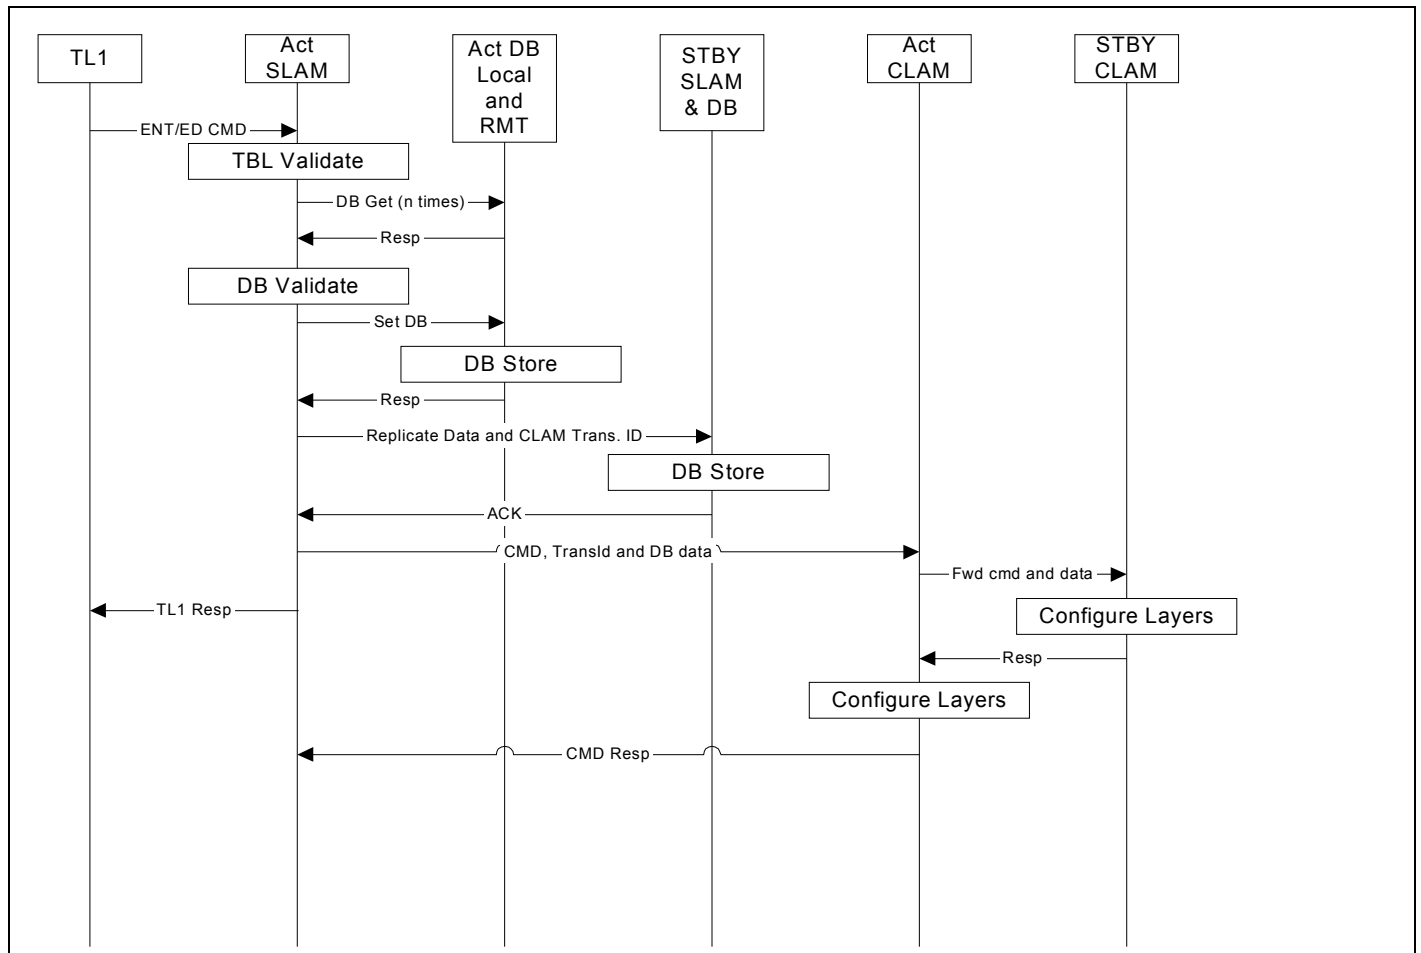 TL1
Act
SLAM
Act DB
Local
and
RMT
STBY
SLAM
& DB
Act
CLAM
STBY
CLAM
ENT/ED CMD
TBL Validate
DB Get (n times)
Resp
DB Validate
Set DB
DB Store
Resp
Replicate Data and CLAM Trans. ID
DB Store
ACK
CMD, TransId and DB data
Fwd cmd and data
TL1 Resp
Configure Layers
Resp
Configure Layers
CMD Resp